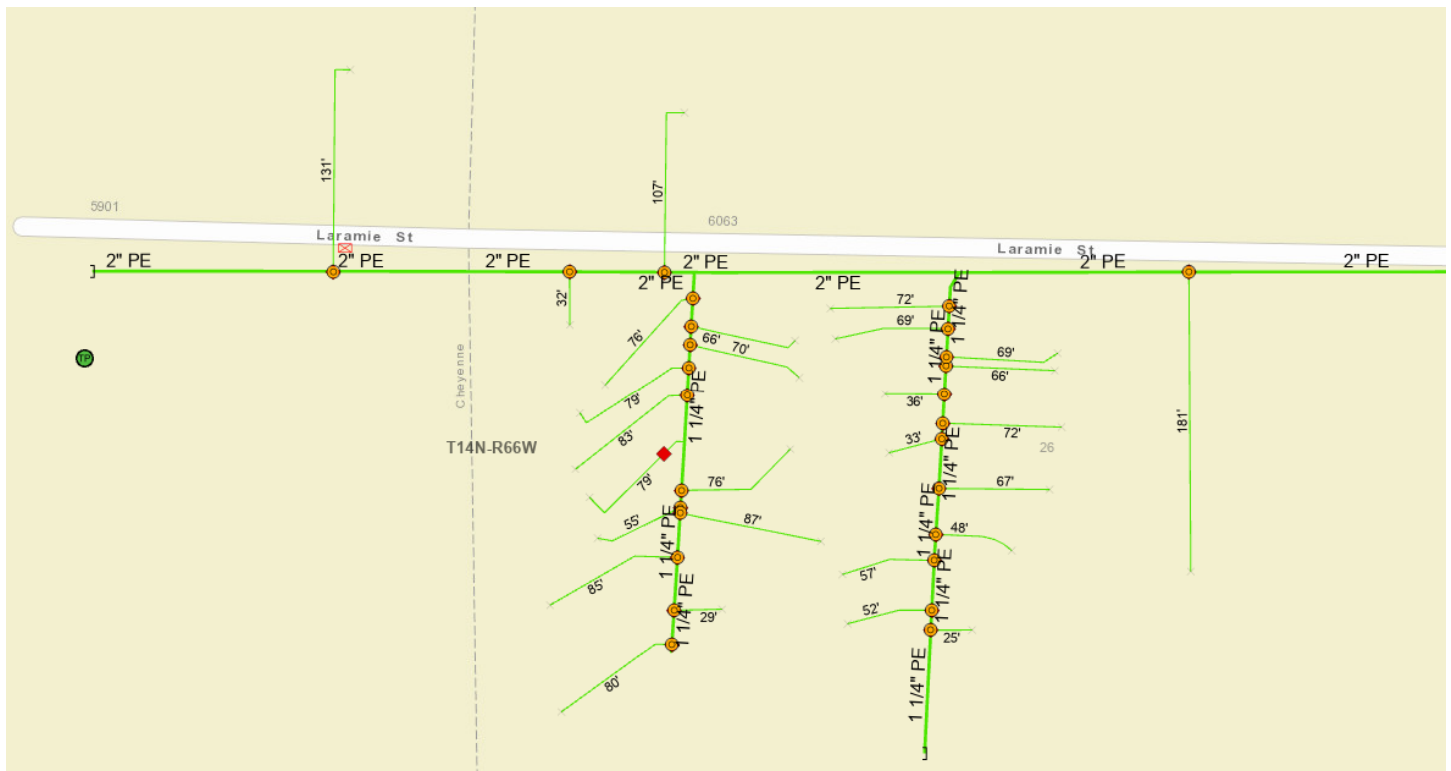 131'
107'
5901
6063
Laramie St
Laramie St
2" PE
2" PE
2" PE
2" PE
2" PE
2" PE
2" PE
2" PE
32'
76'
66'
70'
79'
83'
79'
76'
55'
87'
85'
29'
80'
1 1/4" PE
1 1/4" PE
1 1/4" PE
72'
69'
69'
66'
36'
72'
33'
67'
48'
57'
52'
25'
1 1/4" PE
1 1/4" PE
1 1/4" PE
1 1/4" PE
1 1/4" PE
1 1/4" PE
181'
TP
Cheyenne
T14N-R66W
26